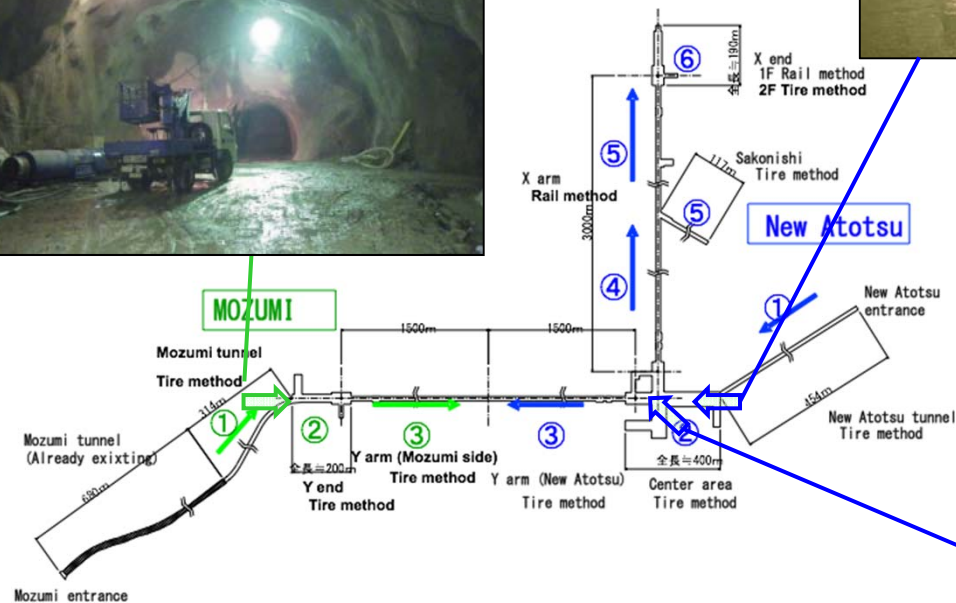 ⑥
全長≒190m
X end
1F Rail method
2F Tire method
⑤
X arm
Rail method
3000m
117m
Sakonishi
Tire method
⑤
New Atotsu
④
①
New Atotsu
entrance
MOZUMI
1500m
1500m
Mozumi tunnel
Tire method
314m
①
②
③
③
②
454m
New Atotsu tunnel
Tire method
Mozumi tunnel
(Already exixting)
680m
全長≒200m
Y end
Tire method
Y arm (Mozumi side)
Tire method
Y arm (New Atotsu)
Tire method
全長≒400m
Center area
Tire method
Mozumi entrance